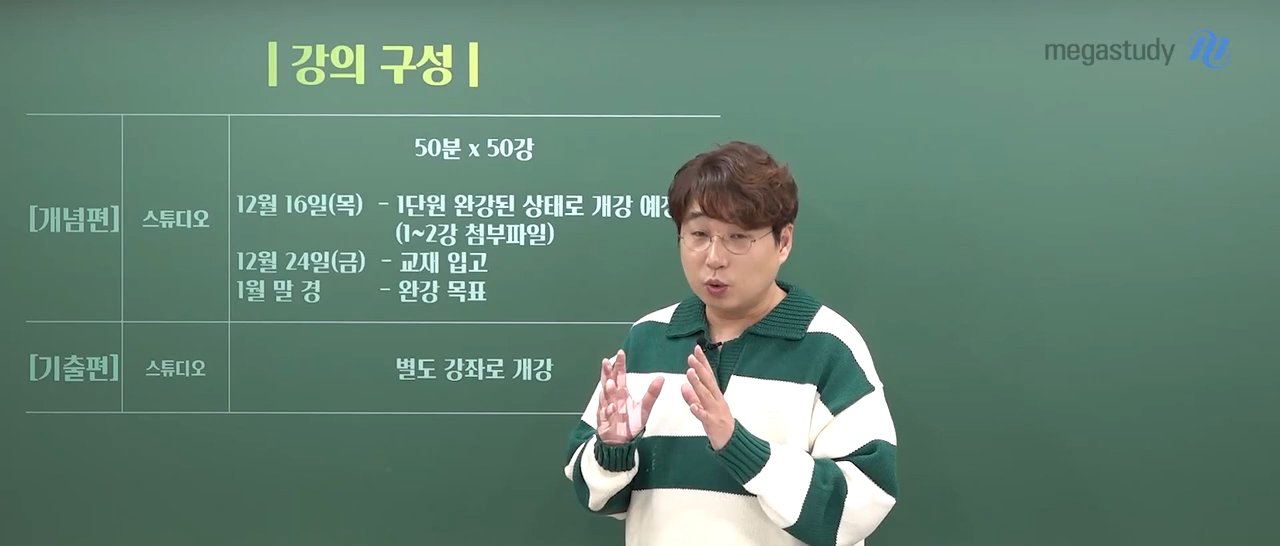 강의 구성
megastudy
50분 x 50강
[개념편] 스튜디오
12월 16일(목) - 1단원 완강된 상태로 개강
(1~2강 첨부파일)
12월 24일(금) - 교재 입고
1월 말 경 - 완강 목표
[기출편] 스튜디오 별도 강좌로 개강